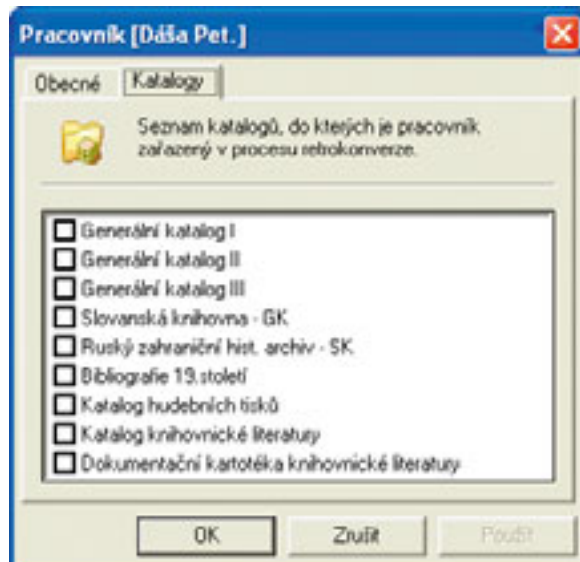 Pracovník [Dáša Pet.]
Obecné
Katalogy
Seznam katalogů, do kterých je pracovník
zařazený v procesu retrokonverze.
Generální katalog I
Generální katalog II
Generální katalog III
Slovanská knihovna - GK
Ruský zahraniční hist. archiv - SK
Bibliografie 19.století
Katalog hudebních tisků
Katalog knihovnické literatury
Dokumentační kartotéka knihovnické literatury
OK
Zrušit
Použít